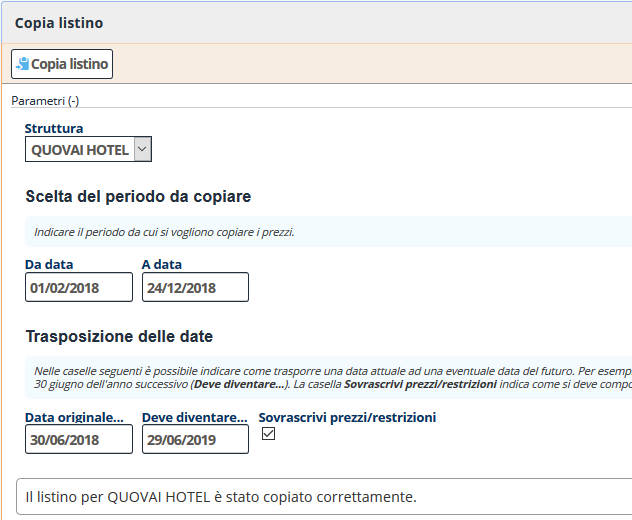 Copia listino
Copia listino
Parametri (-)
Struttura
QUOVAI HOTEL
Scelta del periodo da copiare
Indicare il periodo da cui si vogliono copiare i prezzi.
Da data A data
01/02/2018 24/12/2018
Trasposizione delle date
Nelle caselle seguenti è possibile indicare come trasporre una data attuale ad una eventuale data del futuro. Per esemp
30 giugno dell'anno successivo (Deve diventare...). La casella Sovrascrivi prezzi/restrizioni indica come si deve compo
Data originale... Deve diventare... Sovrascrivi prezzi/restrizioni
30/06/2018 29/06/2019
Il listino per QUOVAI HOTEL è stato copiato correttamente.